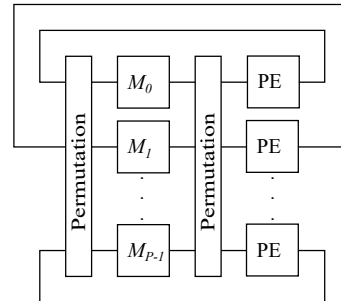 Permutation
M0
Permutation
PE
M1
PE
. .
. .
. .
MP-1
PE